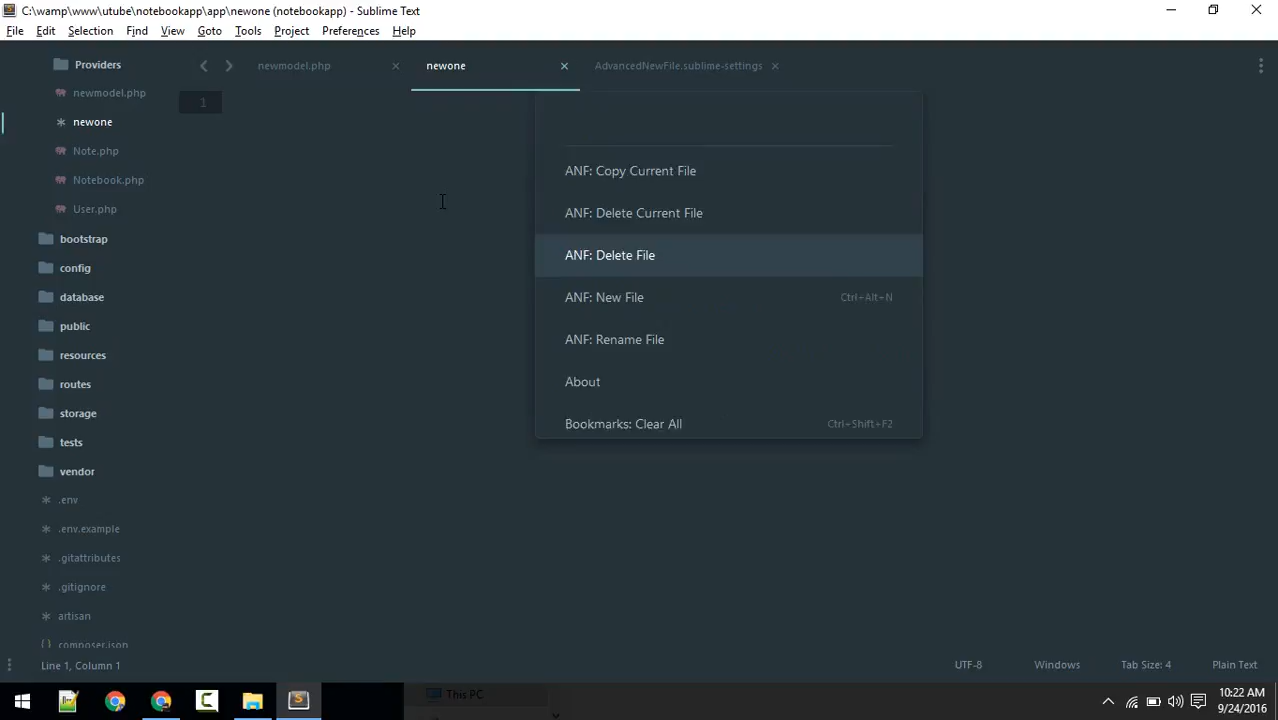 C:\wamp\www\utube\notebookapp\app\newone (notebookapp) - Sublime Text
File Edit Selection Find View Goto Tools Project Preferences Help
Providers
newmodel.php
newone
Note.php
Notebook.php
User.php
bootstrap
config
database
public
resources
routes
storage
tests
vendor
.env
.env.example
.gitattributes
.gitignore
artisan
composer.json
newmodel.php newone AdvancedNewFile.sublime-settings
1
ANF: Copy Current File
ANF: Delete Current File
ANF: Delete File
ANF: New File Ctrl+Alt+N
ANF: Rename File
About
Bookmarks: Clear All Ctrl+Shift+F2
Line 1, Column 1 UTF-8 Windows Tab Size: 4 Plain Text
This PC
10:22 AM
9/24/2016